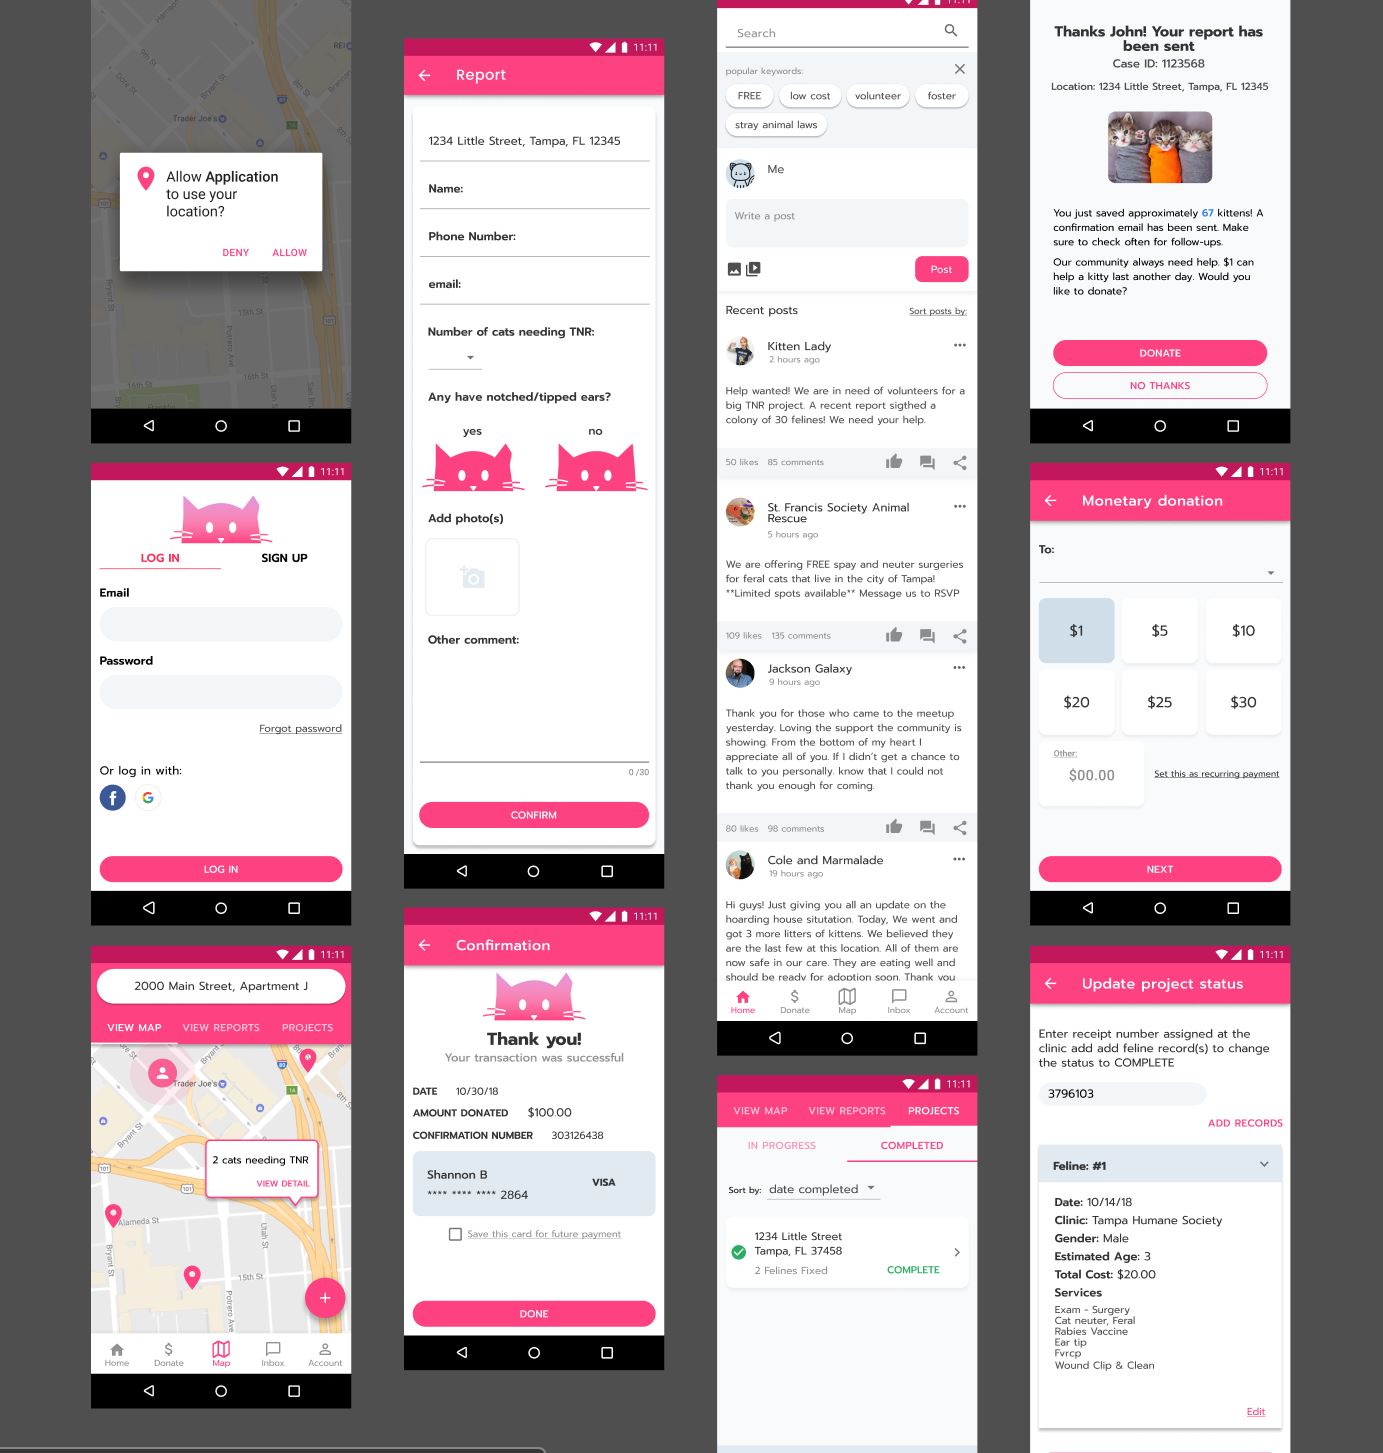 Allow Application
to use your
location?
DENY ALLOW
Trader Joe's
REI
16th St
16th St
15th St
11:11
LOG IN SIGN UP
Email
Password
Forgot password
Or log in with:
LOG IN
11:11
2000 Main Street, Apartment J
VIEW MAP VIEW REPORTS PROJECTS
Trader Joe's
2 cats needing TNR
VIEW DETAIL
101
101
Alameda St
Utah St
15th St
Potrero Ave
+
Home Donate Map Inbox Account
11:11
Report
1234 Little Street, Tampa, FL 12345
Name:
Phone Number:
email:
Number of cats needing TNR:
Any have notched/tipped ears?
yes no
Add photo(s)
Other comment:
0 /30
CONFIRM
11:11
Confirmation
Thank you!
Your transaction was successful
DATE 10/30/18
AMOUNT DONATED $100.00
CONFIRMATION NUMBER 303126438
Shannon B
VISA
**** **** **** 2864
Save this card for future payment
DONE
11:11
Search
popular keywords:
FREE low cost volunteer foster
stray animal laws
Me
Write a post
Post
Recent posts Sort posts by:
Kitten Lady
2 hours ago
Help wanted! We are in need of volunteers for a
big TNR project. A recent report sigthed a
colony of 30 felines! We need your help.
50 likes 85 comments
St. Francis Society Animal
Rescue
5 hours ago
We are offering FREE spay and neuter surgeries
for feral cats that live in the city of Tampa!
**Limited spots available** Message us to RSVP
109 likes 135 comments
Jackson Galaxy
9 hours ago
Thank you for those who came to the meetup
yesterday. Loving the support the community is
showing. From the bottom of my heart I
appreciate all of you. If I didn't get a chance to
talk to you personally. know that I could not
thank you enough for coming.
80 likes 98 comments
Cole and Marmalade
19 hours ago
Hi guys! Just giving you all an update on the
hoarding house situtation. Today, We went and
got 3 more litters of kittens. We believed they
are the last few at this location. All of them are
now safe in our care. They are eating well and
should be ready for adoption soon. Thank you
Home Donate Map Inbox Account
11:11
VIEW MAP VIEW REPORTS PROJECTS
IN PROGRESS COMPLETED
Sort by: date completed
1234 Little Street
Tampa, FL 37458
2 Felines Fixed COMPLETE
Thanks John! Your report has
been sent
Case ID: 1123568
Location: 1234 Little Street, Tampa, FL 12345
You just saved approximately 67 kittens! A
confirmation email has been sent. Make
sure to check often for follow-ups.
Our community always need help. $1 can
help a kitty last another day. Would you
like to donate?
DONATE
NO THANKS
11:11
Monetary donation
To:
$1 $5 $10
$20 $25 $30
Other:
$00.00
Set this as recurring payment
NEXT
11:11
Update project status
Enter receipt number assigned at the
clinic add add feline record(s) to change
the status to COMPLETE
3796103
ADD RECORDS
Feline: #1
Date: 10/14/18
Clinic: Tampa Humane Society
Gender: Male
Estimated Age: 3
Total Cost: $20.00
Services
Exam - Surgery
Cat neuter, Feral
Rabies Vaccine
Ear tip
Fvrcp
Wound Clip & Clean
Edit